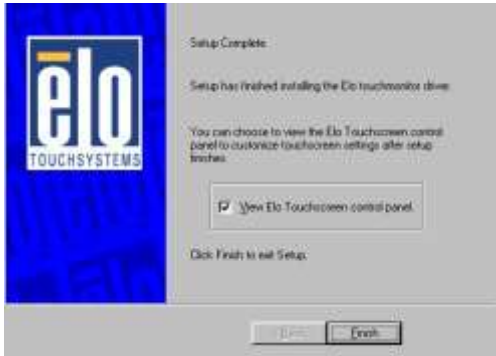 elo
TOUCHSYSTEMS
Setup Complete
Setup has finished installing the Elo touchmonitor driver.
You can choose to view the Elo Touchscreen control
panel to customize touchscreen settings after setup
finishes.
View Elo Touchscreen control panel.
Click Finish to exit Setup.
Finish